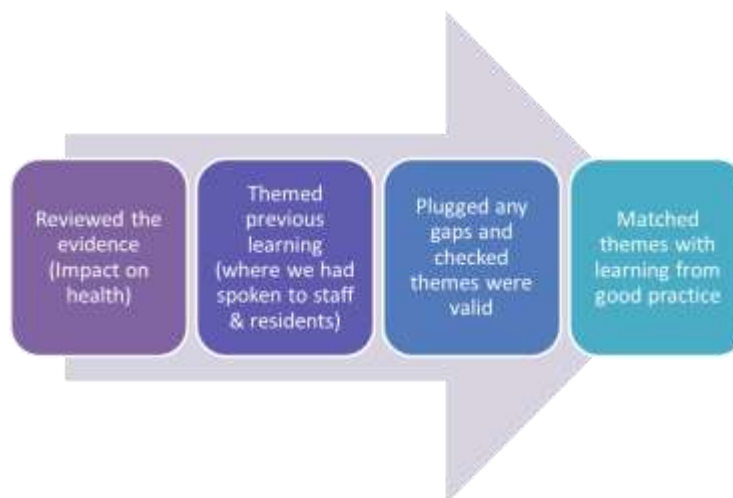 Reviewed the
evidence
(Impact on
health)
Themed
previous
learning
(where we had
spoken to staff
& residents)
Plugged any
gaps and
checked
themes were
valid
Matched
themes with
learning from
good practice